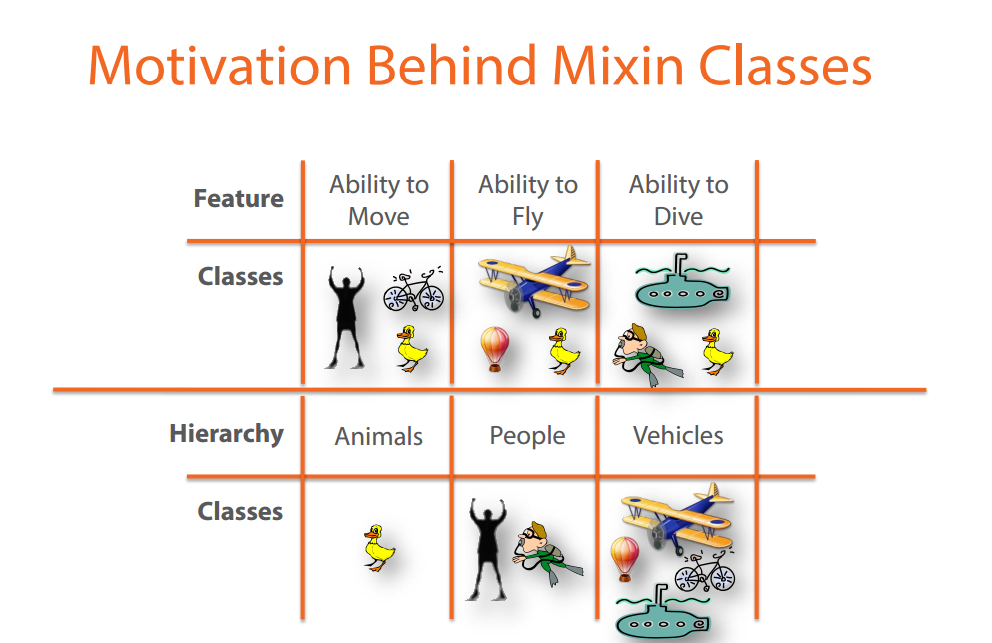 Motivation Behind Mixin Classes
Feature
Ability to
Move
Ability to
Fly
Ability to
Dive
Classes
Hierarchy
Animals
People
Vehicles
Classes